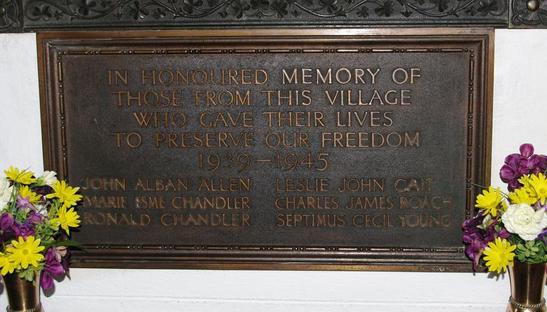 IN HONOURED MEMORY OF
THOSE FROM THIS VILLAGE
WHO GAVE THEIR LIVES
TO PRESERVE OUR FREEDOM
1939-1945
JOHN ALBAN ALLEN LESLIE JOHN GAIT
MARIE ISME CHANDLER CHARLES JAMES ROACH
RONALD CHANDLER SEPTIMUS CECIL YOUNG